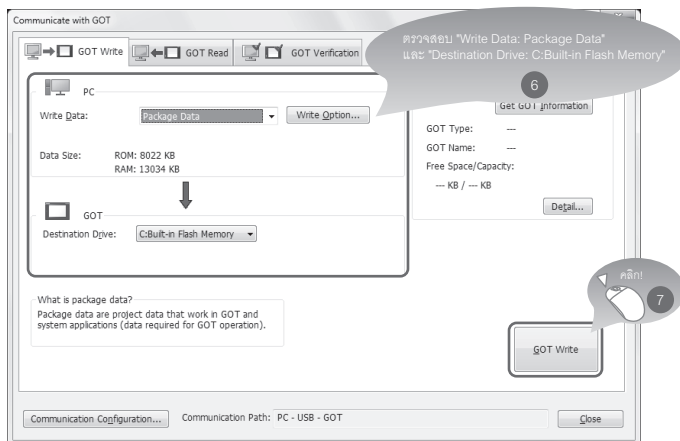 Communicate with GOT
GOT Write
GOT Read
GOT Verification
ตรวจสอบ "Write Data: Package Data"
และ "Destination Drive: C:Built-in Flash Memory"
6
PC
Write Data:
Package Data
Write Option...
Data Size:
ROM: 8022 KB
RAM: 13034 KB
GOT
Destination Drive:
C:Built-in Flash Memory
Get GOT Information
GOT Type:
---
GOT Name:
---
Free Space/Capacity:
--- KB / --- KB
Detail...
What is package data?
Package data are project data that work in GOT and
system applications (data required for GOT operation).
คลิก!
7
GOT Write
Communication Configuration...
Communication Path:
PC - USB - GOT
Close